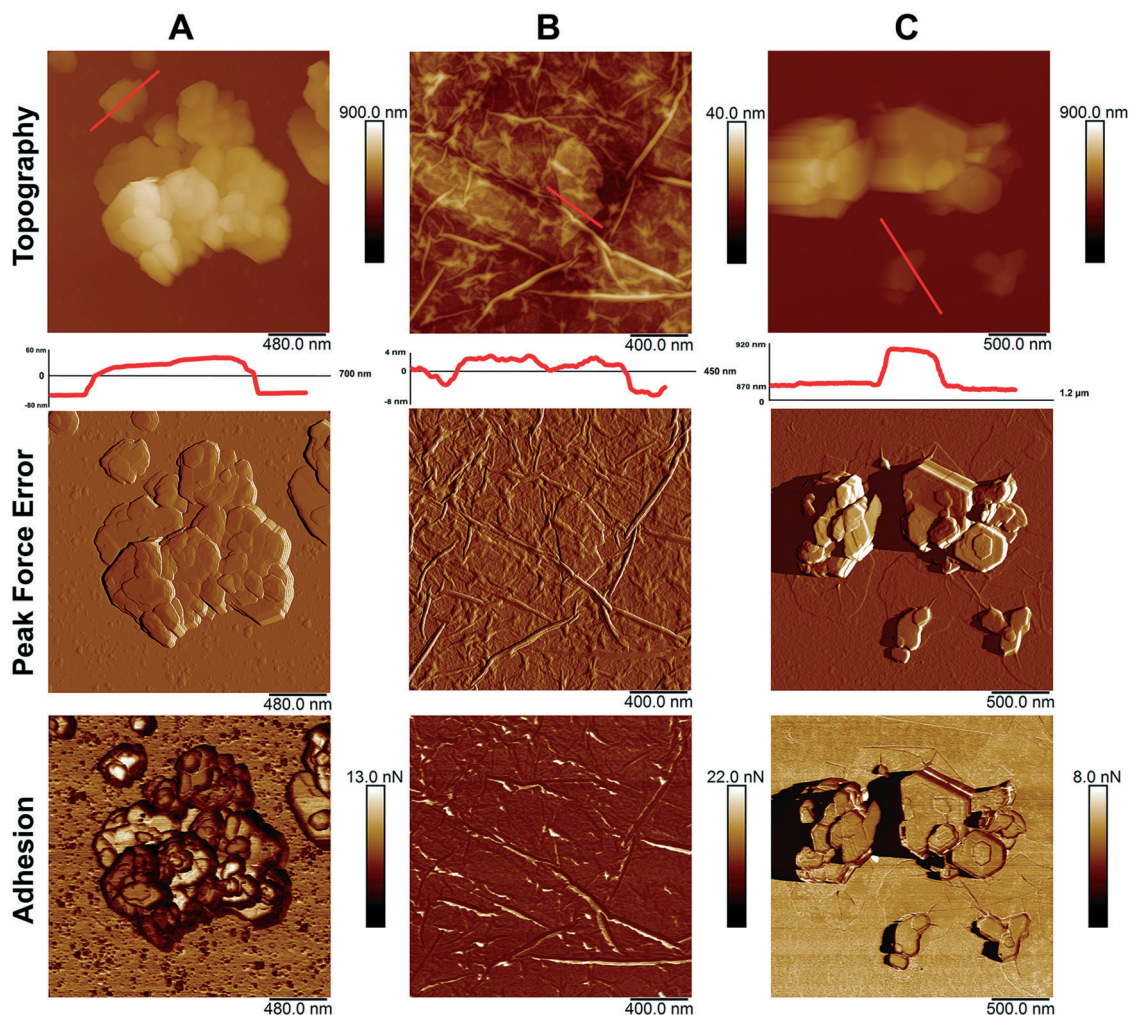 A
B
C
Topography
900.0 nm
40.0 nm
900.0 nm
480.0 nm
400.0 nm
500.0 nm
60 nm
0
-80 nm
700 nm
4 nm
0
-8 nm
450 nm
920 nm
870 nm
0
1.2 µm
Peak Force Error
480.0 nm
400.0 nm
500.0 nm
Adhesion
13.0 nN
22.0 nN
8.0 nN
480.0 nm
400.0 nm
500.0 nm